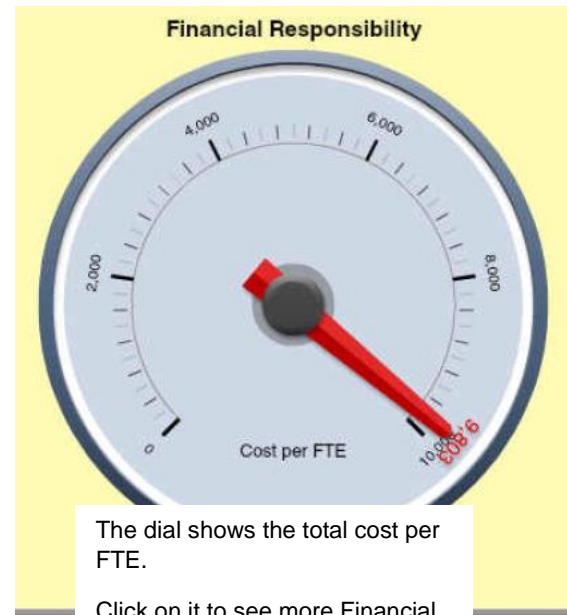 Financial Responsibility
4,000
6,000
2,000
8,000
0
10,000
9,803
Cost per FTE
The dial shows the total cost per
FTE.
Click on it to see more Financial